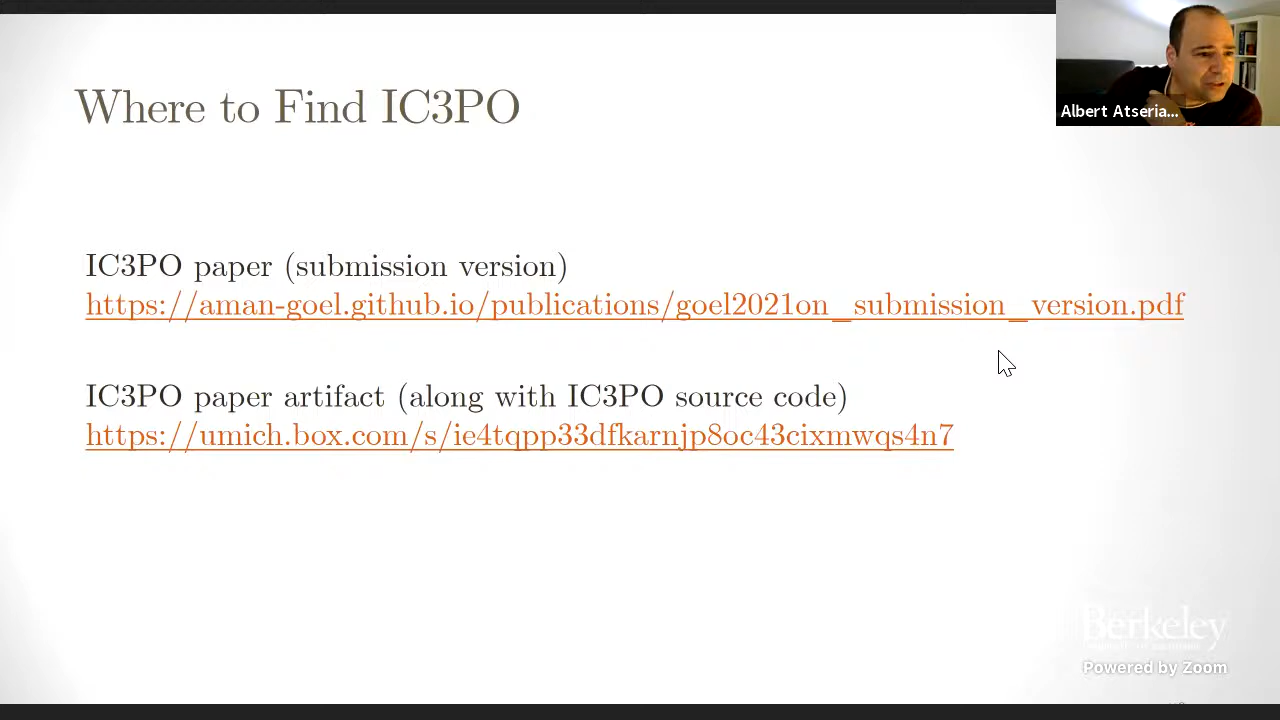 Where to Find IC3PO
Albert Atseria...
IC3PO paper (submission version)
https://aman-goel.github.io/publications/goel2021on_submission_version.pdf
IC3PO paper artifact (along with IC3PO source code)
https://umich.box.com/s/ie4tqpp33dfkarnjp8oc43cixmwqs4n7
Berkeley
Powered by Zoom